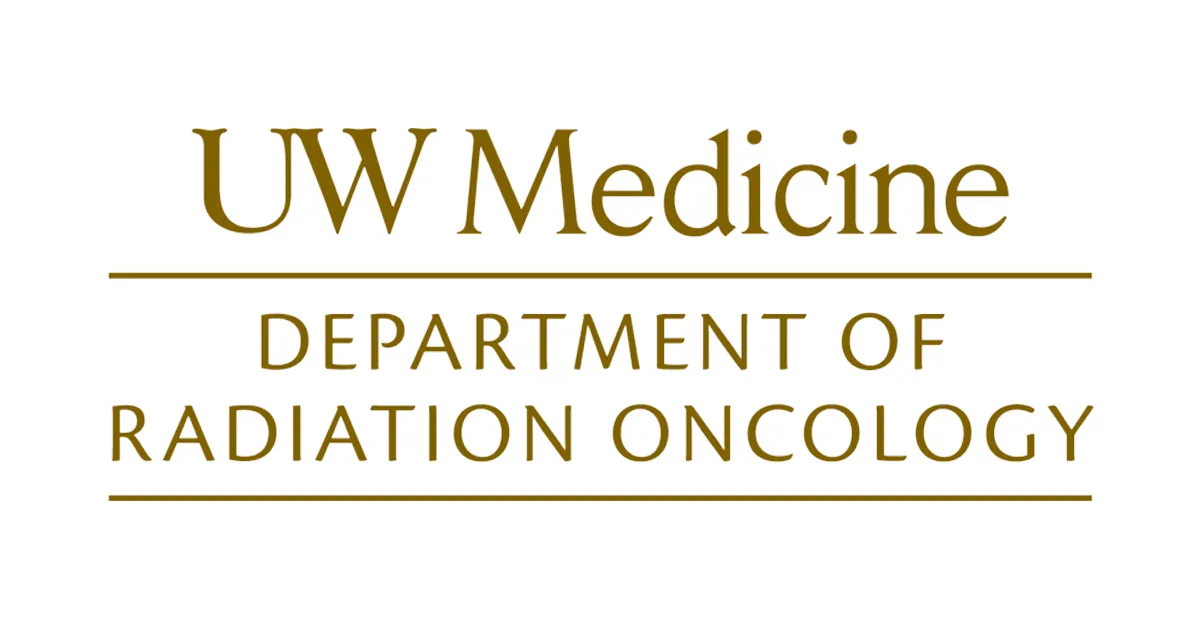 UW Medicine
DEPARTMENT OF
RADIATION ONCOLOGY